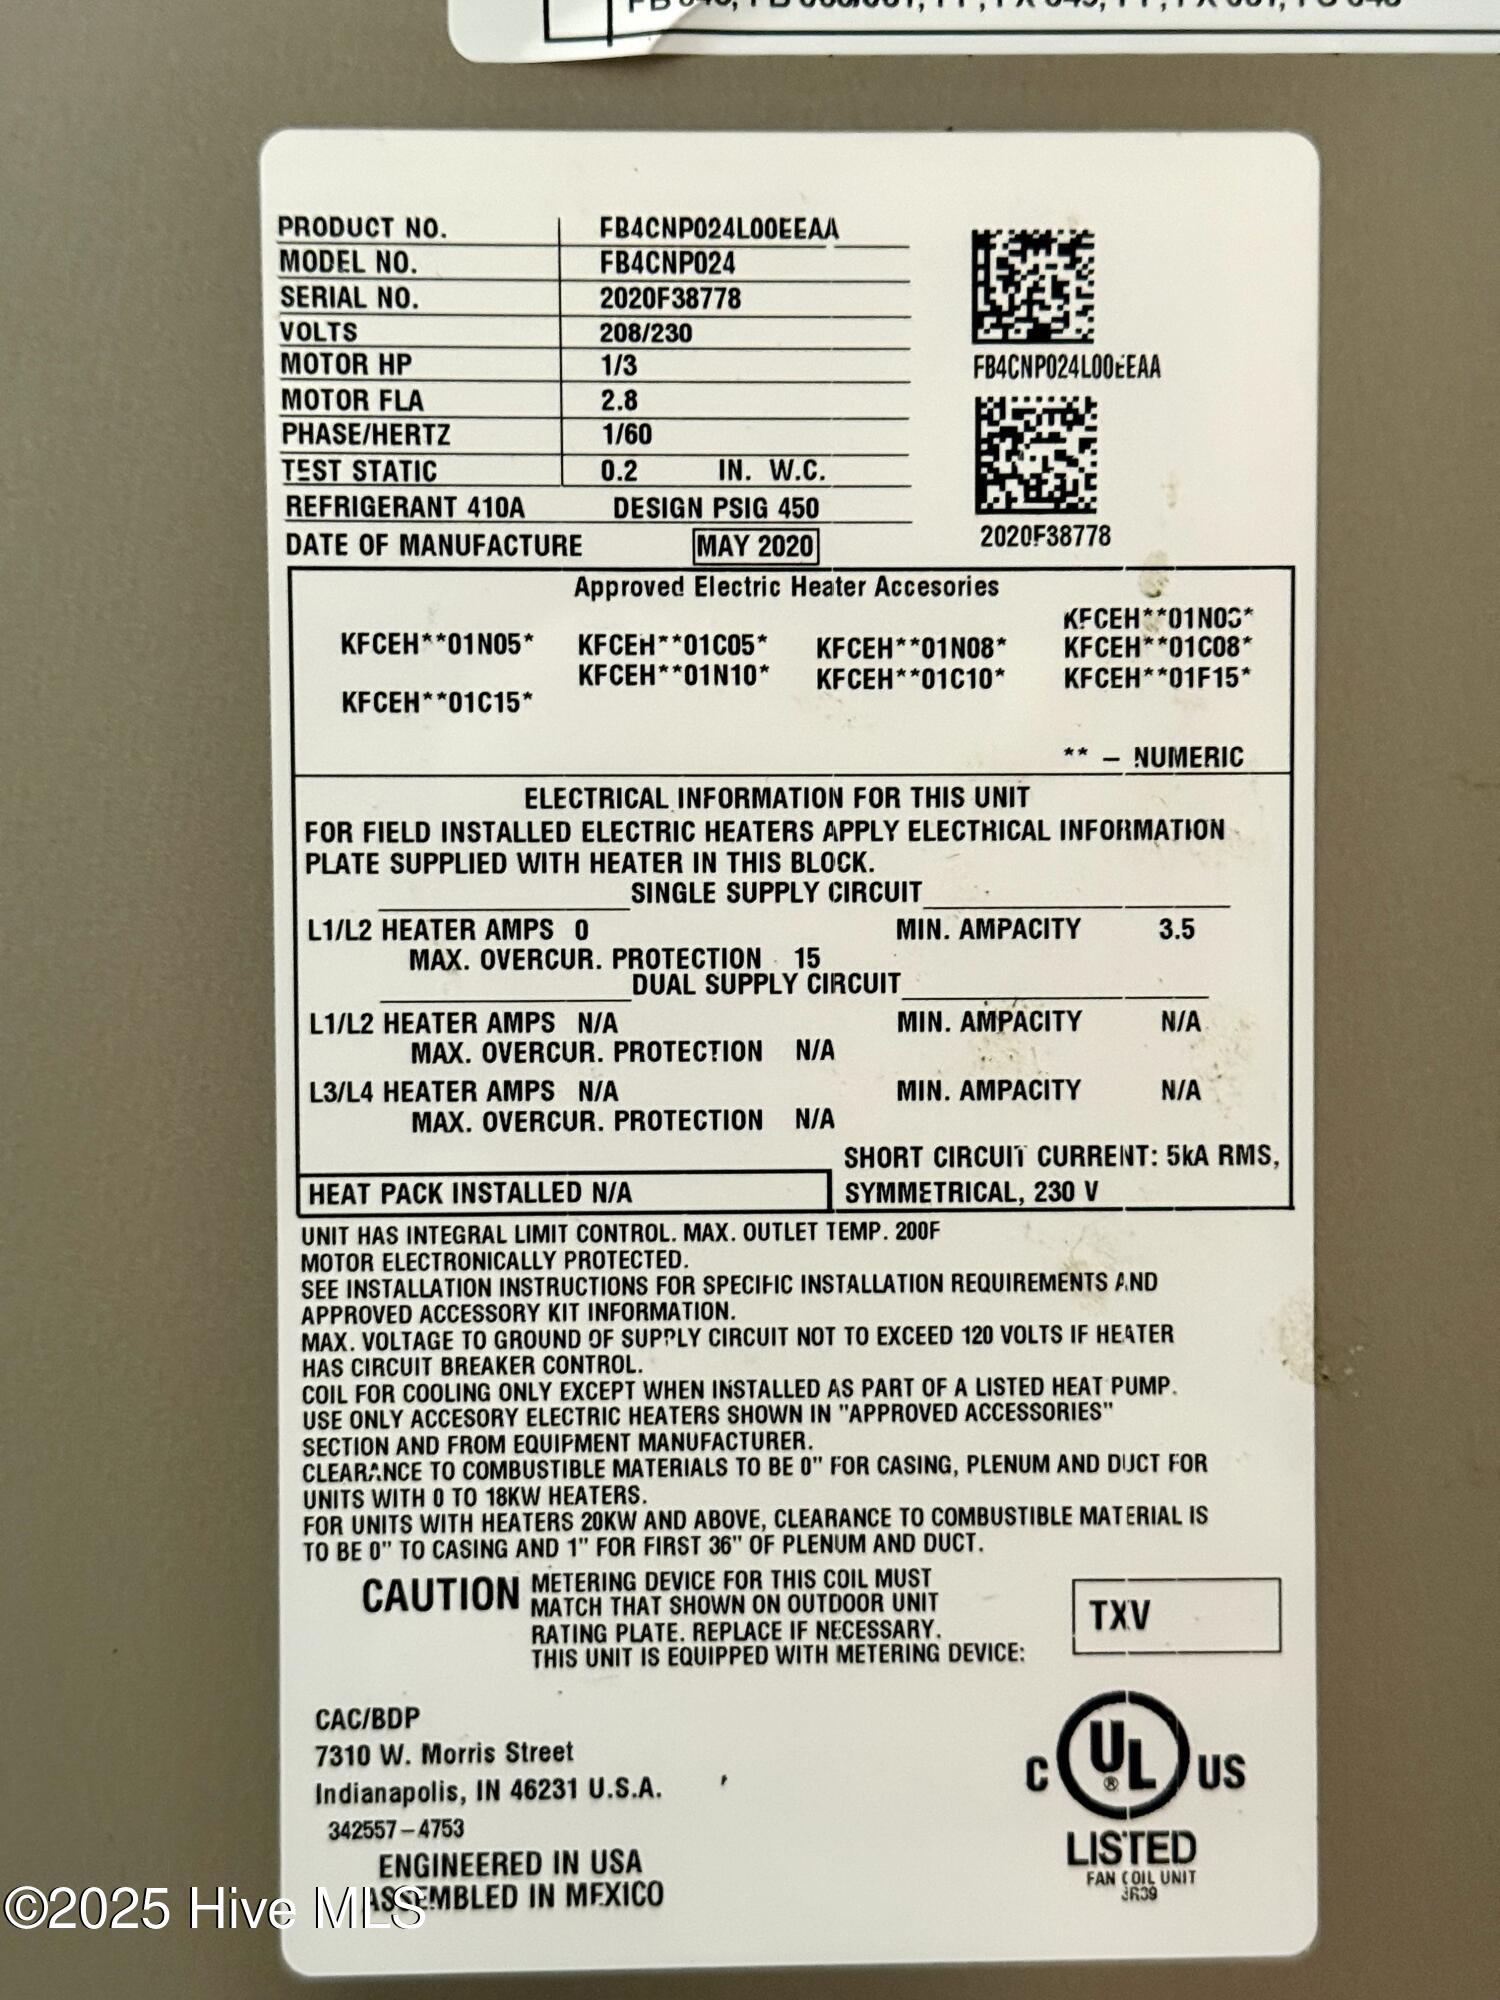 PRODUCT NO. FB4CNP024L00EEAA
MODEL NO. FB4CNP024
SERIAL NO. 2020F38778
VOLTS 208/230
MOTOR HP 1/3
MOTOR FLA 2.8
PHASE/HERTZ 1/60
TEST STATIC 0.2 IN. W.C.
REFRIGERANT 410A DESIGN PSIG 450
DATE OF MANUFACTURE MAY 2020
FB4CNP024L00EEAA
2020F38778
Approved Electric Heater Accesories
KFCEH**01N05* KFCEH**01C05* KFCEH**01N08* KFCEH**01C08*
KFCEH**01N10* KFCEH**01C10* KFCEH**01F15*
KFCEH**01C15*
** – NUMERIC
ELECTRICAL INFORMATION FOR THIS UNIT
FOR FIELD INSTALLED ELECTRIC HEATERS APPLY ELECTRICAL INFORMATION
PLATE SUPPLIED WITH HEATER IN THIS BLOCK.
SINGLE SUPPLY CIRCUIT
L1/L2 HEATER AMPS 0 MIN. AMPACITY 3.5
MAX. OVERCUR. PROTECTION 15
DUAL SUPPLY CIRCUIT
L1/L2 HEATER AMPS N/A MIN. AMPACITY N/A
MAX. OVERCUR. PROTECTION N/A
L3/L4 HEATER AMPS N/A MIN. AMPACITY N/A
MAX. OVERCUR. PROTECTION N/A
SHORT CIRCUIT CURRENT: 5kA RMS,
HEAT PACK INSTALLED N/A SYMMETRICAL, 230 V
UNIT HAS INTEGRAL LIMIT CONTROL. MAX. OUTLET TEMP. 200F
MOTOR ELECTRONICALLY PROTECTED.
SEE INSTALLATION INSTRUCTIONS FOR SPECIFIC INSTALLATION REQUIREMENTS AND
APPROVED ACCESSORY KIT INFORMATION.
MAX. VOLTAGE TO GROUND OF SUPPLY CIRCUIT NOT TO EXCEED 120 VOLTS IF HEATER
HAS CIRCUIT BREAKER CONTROL.
COIL FOR COOLING ONLY EXCEPT WHEN INSTALLED AS PART OF A LISTED HEAT PUMP.
USE ONLY ACCESORY ELECTRIC HEATERS SHOWN IN "APPROVED ACCESSORIES"
SECTION AND FROM EQUIPMENT MANUFACTURER.
CLEARANCE TO COMBUSTIBLE MATERIALS TO BE 0" FOR CASING, PLENUM AND DUCT FOR
UNITS WITH 0 TO 18KW HEATERS.
FOR UNITS WITH HEATERS 20KW AND ABOVE, CLEARANCE TO COMBUSTIBLE MATERIAL IS
TO BE 0" TO CASING AND 1" FOR FIRST 36" OF PLENUM AND DUCT.
CAUTION METERING DEVICE FOR THIS COIL MUST
MATCH THAT SHOWN ON OUTDOOR UNIT
RATING PLATE. REPLACE IF NECESSARY.
THIS UNIT IS EQUIPPED WITH METERING DEVICE:
TXV
CAC/BDP
7310 W. Morris Street
Indianapolis, IN 46231 U.S.A.
342557–4753
ENGINEERED IN USA
ASSEMBLED IN MEXICO
C UL ® US
LISTED
FAN COIL UNIT
©2025 Hive MLS